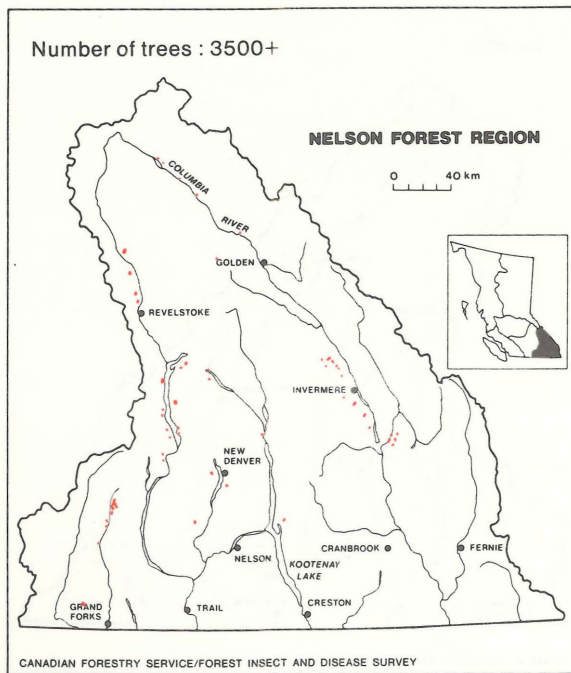 Number of trees : 3500+
NELSON FOREST REGION
0 40 km
COLUMBIA
RIVER
GOLDEN
REVELSTOKE
INVERMERE
NEW
DENVER
NELSON
CRANBROOK
FERNIE
KOOTENAY
LAKE
GRAND
FORKS
TRAIL
CRESTON
CANADIAN FORESTRY SERVICE/FOREST INSECT AND DISEASE SURVEY